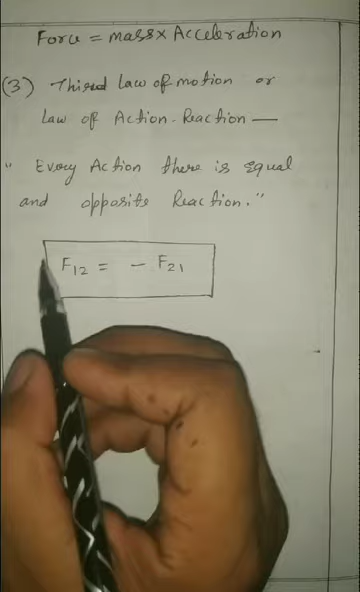 Force = mass x Acceleration
(3) Third Law of motion or
Law of Action - Reaction —
" Every Action there is equal
and opposite Reaction."
F12 = - F21